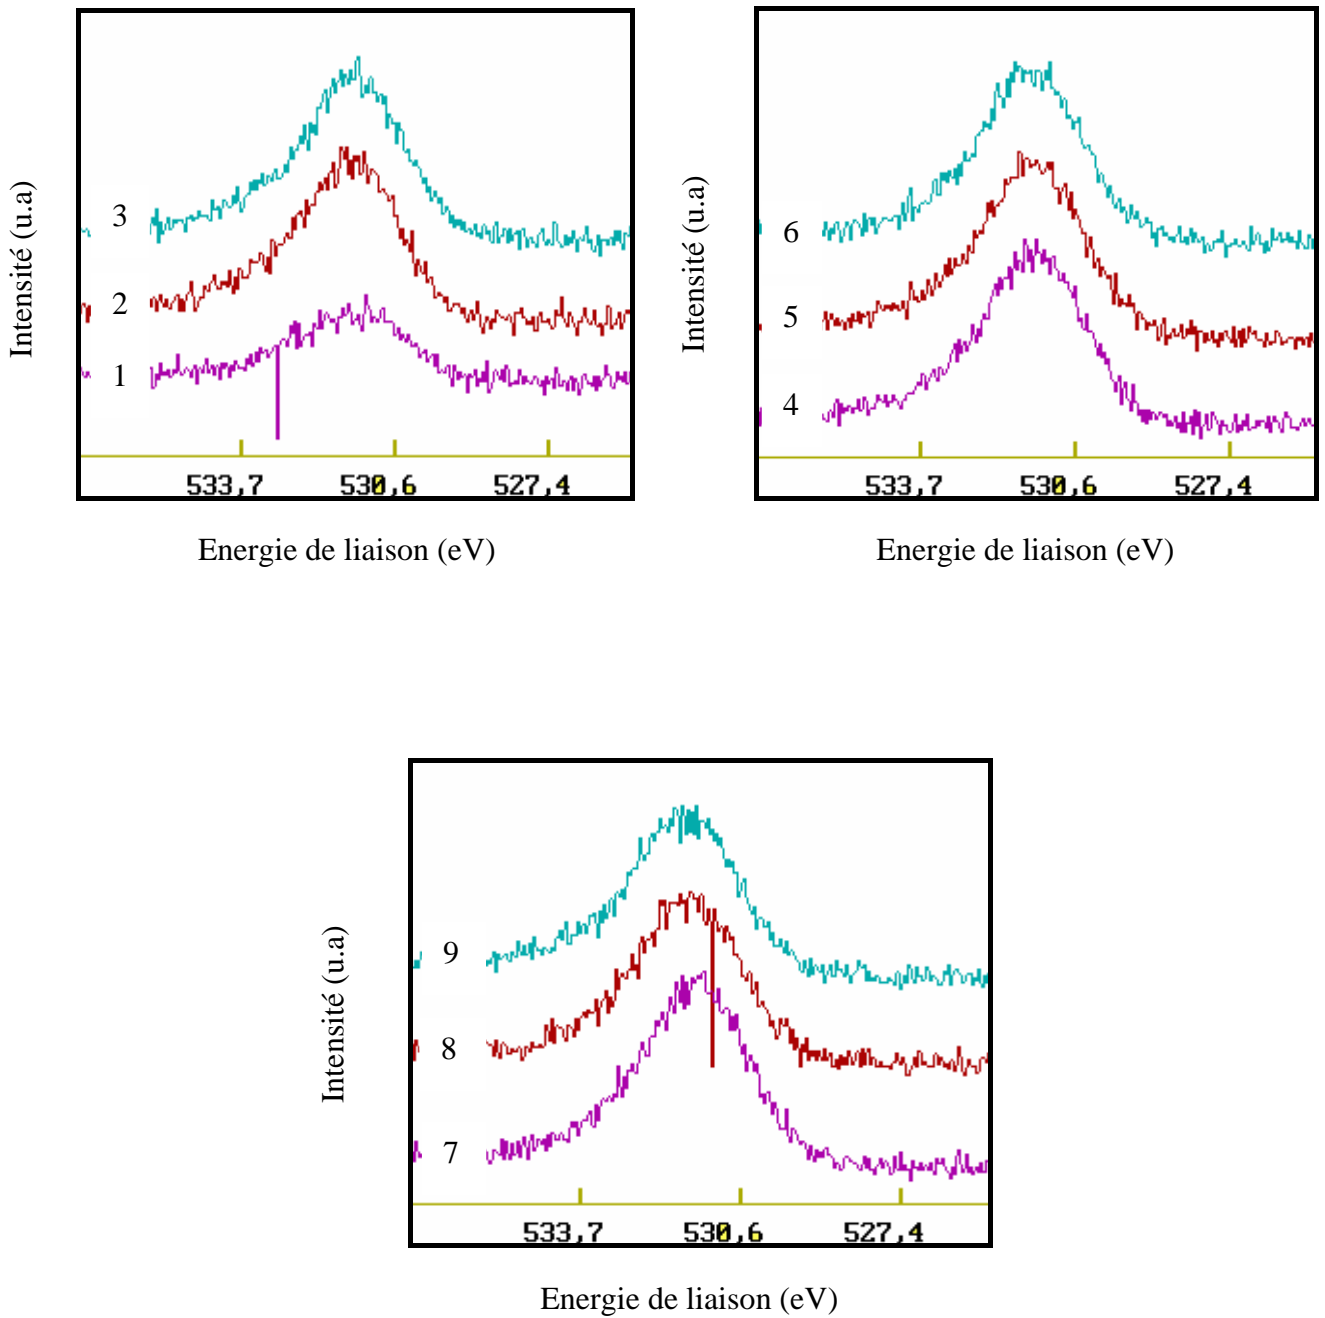 Intensité (u.a)
3
2
1
533,7 530,6 527,4
Energie de liaison (eV)
Intensité (u.a)
6
5
4
533,7 530,6 527,4
Energie de liaison (eV)
Intensité (u.a)
9
8
7
533,7 530,6 527,4
Energie de liaison (eV)